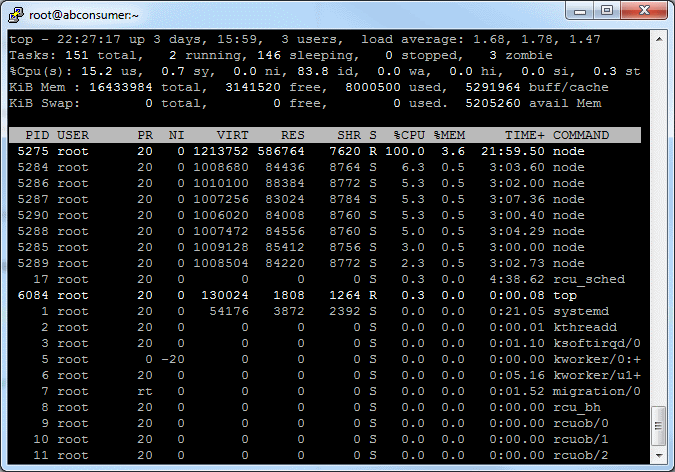 root@abconsumer:~
top - 22:27:17 up 3 days, 15:59,  3 users,  load average: 1.68, 1.78, 1.47
Tasks: 151 total,   2 running, 146 sleeping,   0 stopped,   3 zombie
%Cpu(s): 15.2 us,  0.7 sy,  0.0 ni, 83.8 id,  0.0 wa,  0.0 hi,  0.0 si,  0.3 st
KiB Mem : 16433984 total,  3141520 free,  8000500 used,  5291964 buff/cache
KiB Swap:        0 total,        0 free,        0 used.  5205260 avail Mem
PID USER      PR  NI    VIRT    RES    SHR S  %CPU %MEM     TIME+ COMMAND
5275 root      20   0 1213752 586764   7620 R 100.0  3.6  21:59.50 node
5284 root      20   0 1008680  84436   8764 S   6.3  0.5   3:03.60 node
5286 root      20   0 1010100  88384   8772 S   5.3  0.5   3:02.00 node
5287 root      20   0 1007256  83024   8784 S   5.3  0.5   3:07.36 node
5290 root      20   0 1006020  84008   8760 S   5.3  0.5   3:00.40 node
5288 root      20   0 1007472  84556   8760 S   5.0  0.5   3:04.29 node
5285 root      20   0 1009128  85412   8756 S   3.0  0.5   3:00.00 node
5289 root      20   0 1008504  84220   8772 S   2.3  0.5   3:02.73 node
17 root      20   0       0      0      0 S   0.3  0.0   4:38.62 rcu_sched
6084 root      20   0  130024   1808   1264 R   0.3  0.0   0:00.08 top
1 root      20   0   54176   3872   2392 S   0.0  0.0   0:21.05 systemd
2 root      20   0       0      0      0 S   0.0  0.0   0:00.01 kthreadd
3 root      20   0       0      0      0 S   0.0  0.0   0:01.10 ksoftirqd/0
5 root       0 -20       0      0      0 S   0.0  0.0   0:00.00 kworker/0:+
6 root      20   0       0      0      0 S   0.0  0.0   0:05.16 kworker/u1+
7 root      rt   0       0      0      0 S   0.0  0.0   0:01.52 migration/0
8 root      20   0       0      0      0 S   0.0  0.0   0:00.00 rcu_bh
9 root      20   0       0      0      0 S   0.0  0.0   0:00.00 rcuob/0
10 root      20   0       0      0      0 S   0.0  0.0   0:00.00 rcuob/1
11 root      20   0       0      0      0 S   0.0  0.0   0:00.00 rcuob/2